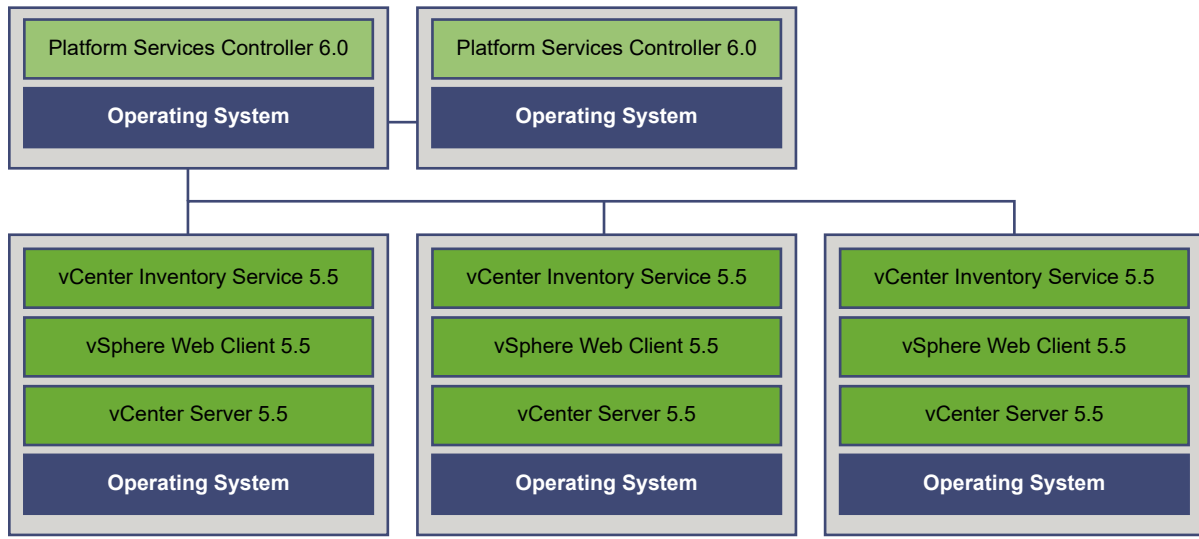 Platform Services Controller 6.0
Operating System
Platform Services Controller 6.0
Operating System
vCenter Inventory Service 5.5
vSphere Web Client 5.5
vCenter Server 5.5
Operating System
vCenter Inventory Service 5.5
vSphere Web Client 5.5
vCenter Server 5.5
Operating System
vCenter Inventory Service 5.5
vSphere Web Client 5.5
vCenter Server 5.5
Operating System